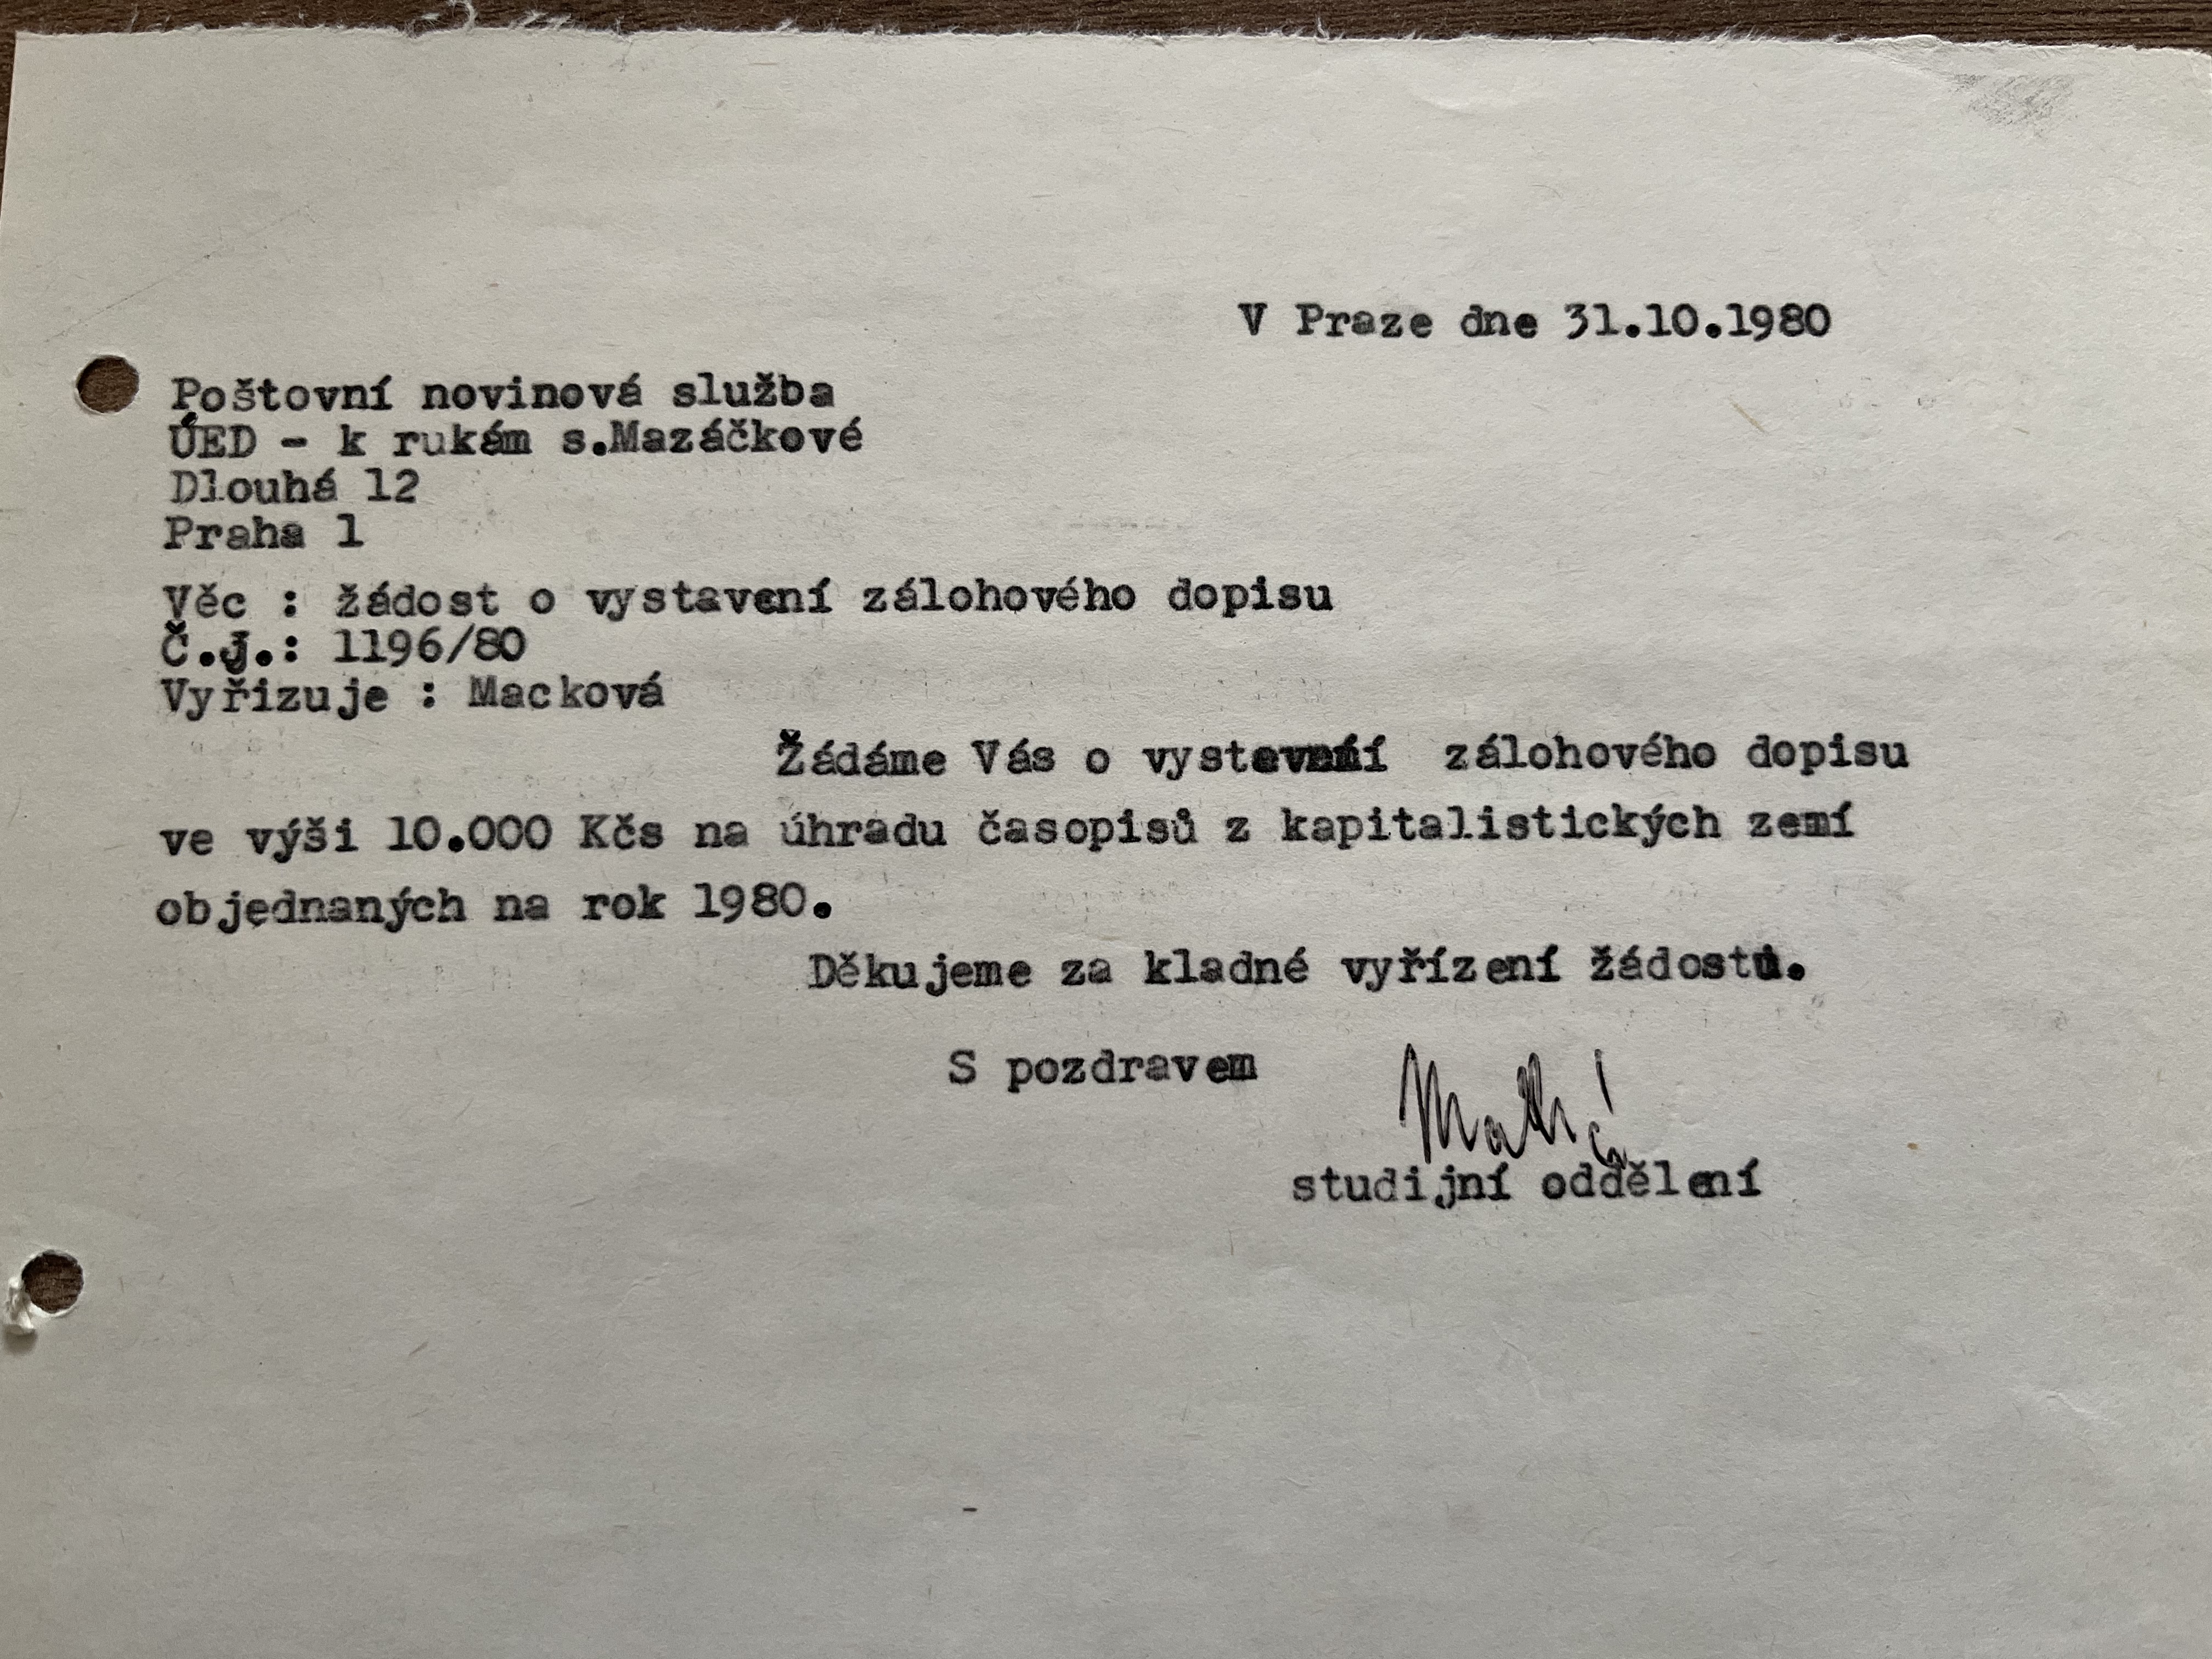 V Praze dne 31.10.1980
Poštovní novinová služba
ÚED - k rukám s.Mazáčkové
Dlouhá 12
Praha 1
Věc : žádost o vystavení zálohového dopisu
Č.j.: 1196/80
Vyřizuje : Macková
Žádáme Vás o vystavení zálohového dopisu
ve výši 10.000 Kčs na úhradu časopisů z kapitalistických zemí
objednaných na rok 1980.
Děkujeme za kladné vyřízení žádosti.
S pozdravem
studijní oddělení